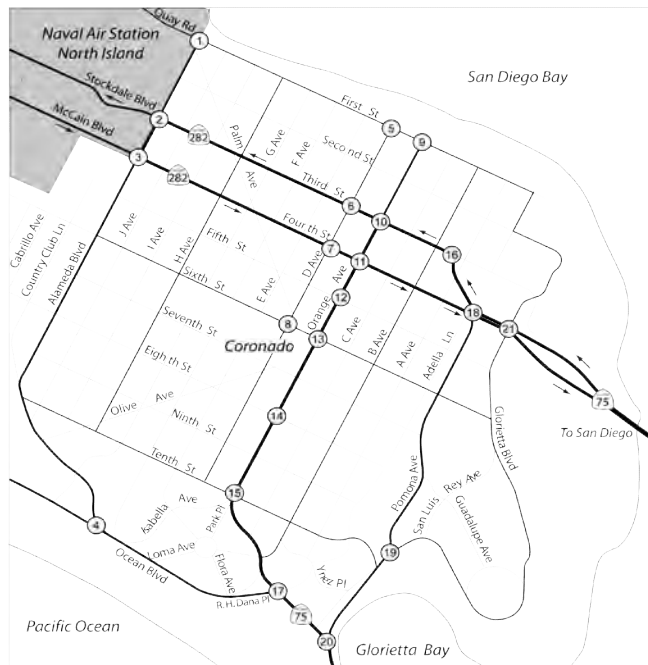 Quay Rd
Naval Air Station
North Island
1
San Diego Bay
Stockdale Blvd
First St
McCain Blvd
2
282
Palm
Ave
G Ave
F Ave
Second St
5
9
3
282
Third St
6
10
Cabrillo Ave
Country Club Ln
Alameda Blvd
J Ave
I Ave
H Ave
Fifth St
Fourth St
7
D Ave
11
16
Sixth St
E Ave
Orange Ave
12
C Ave
B Ave
A Ave
Adella Ln
18
21
Seventh St
8
Coronado
13
Eighth St
75
Olive Ave
Ninth St
14
To San Diego
Glorietta Blvd
Tenth St
15
Pomona Ave
San Luis Rey Ave
Guadalupe Ave
4
Isabella Ave
Park Pl
Loma Ave
Ocean Blvd
Flora Ave
Ynez Pl
19
R.H. Dana Pl
17
75
Pacific Ocean
20
Glorietta Bay